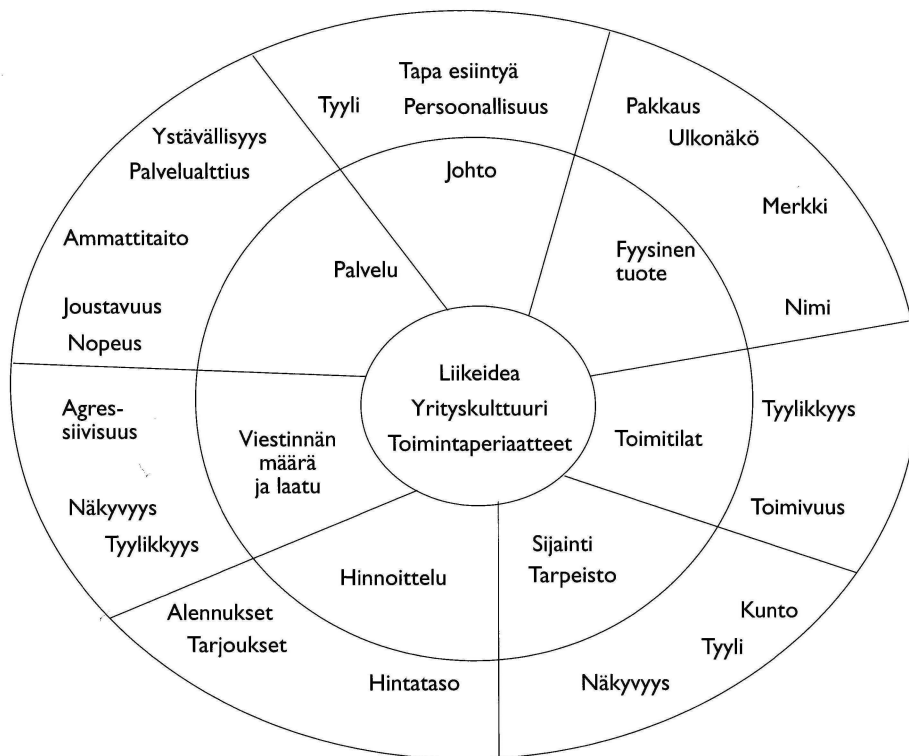 Tapa esiintyä
Tyyli
Persoonallisuus
Johto
Pakkaus
Ulkonäkö
Merkki
Nimi
Fyysinen
tuote
Tyylikkyys
Toimivuus
Toimitilat
Sijainti
Tarpeisto
Kunto
Tyyli
Näkyvyys
Hinnoittelu
Alennukset
Tarjoukset
Hintataso
Viestinnän
määrä
ja laatu
Agres-
siivisuus
Näkyvyys
Tyylikkyys
Palvelu
Ystävällisyys
Palvelualttius
Ammattitaito
Joustavuus
Nopeus
Liikeidea
Yrityskulttuuri
Toimintaperiaatteet